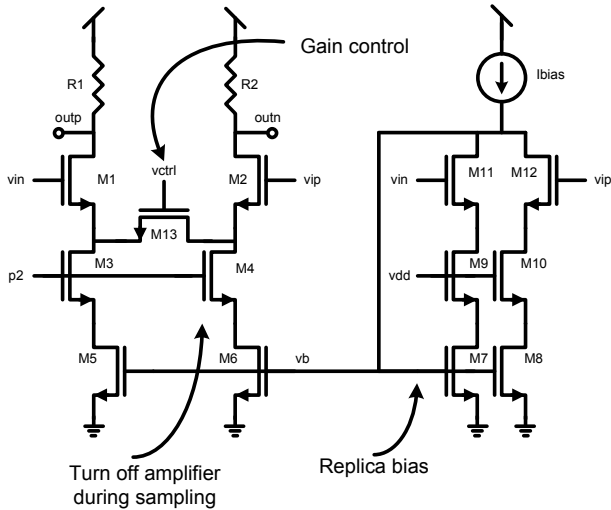 Gain control
R1
R2
Ibias
outp
outn
vin
M1
vctrl
M2
vip
vin
M11
M12
vip
M13
p2
M3
M4
vdd
M9
M10
M5
M6
vb
M7
M8
Turn off amplifier
during sampling
Replica bias